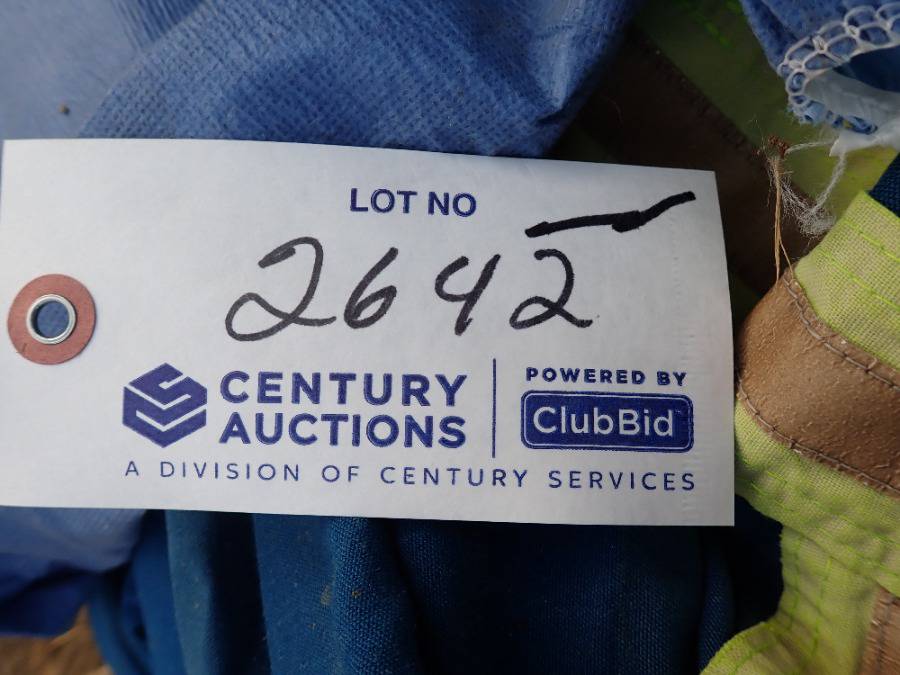 LOT NO
2642
CENTURY AUCTIONS
POWERED BY
ClubBid
A DIVISION OF CENTURY SERVICES